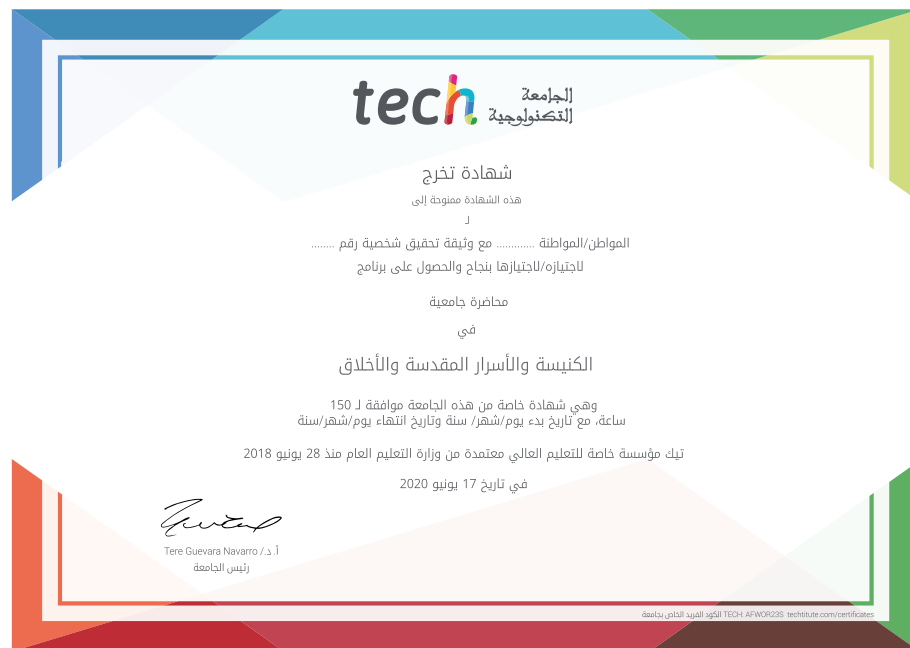 tech الجامعة
التكنولوجية
شهادة تخرج
هذه الشهادة ممنوحة إلى
لـ
المواطن/المواطنة ............. مع وثيقة تحقيق شخصية رقم ........
لاجتيازه/لاجتيازها بنجاح والحصول على برنامج
محاضرة جامعية
في
الكنيسة والأسرار المقدسة والأخلاق
وهي شهادة خاصة من هذه الجامعة موافقة لـ 150
ساعة، مع تاريخ بدء يوم/شهر/ سنة وتاريخ انتهاء يوم/شهر/سنة
تيك مؤسسة خاصة للتعليم العالي معتمدة من وزارة التعليم العام منذ 28 يونيو 2018
في تاريخ 17 يونيو 2020
أ. د./ Tere Guevara Navarro
رئيس الجامعة
الكود الفريد الخاص بجامعة TECH: AFWOR23S techtitute.com/certificates